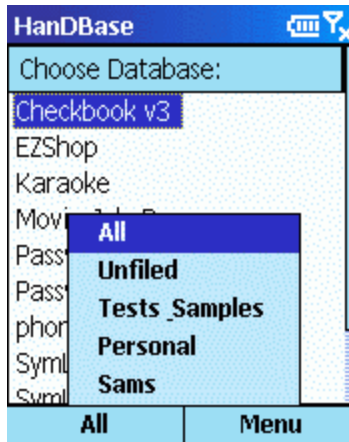 HanDBase
Choose Database:
Checkbook v3
EZShop
Karaoke
All
Unfiled
Tests_Samples
Personal
Sams
All Menu